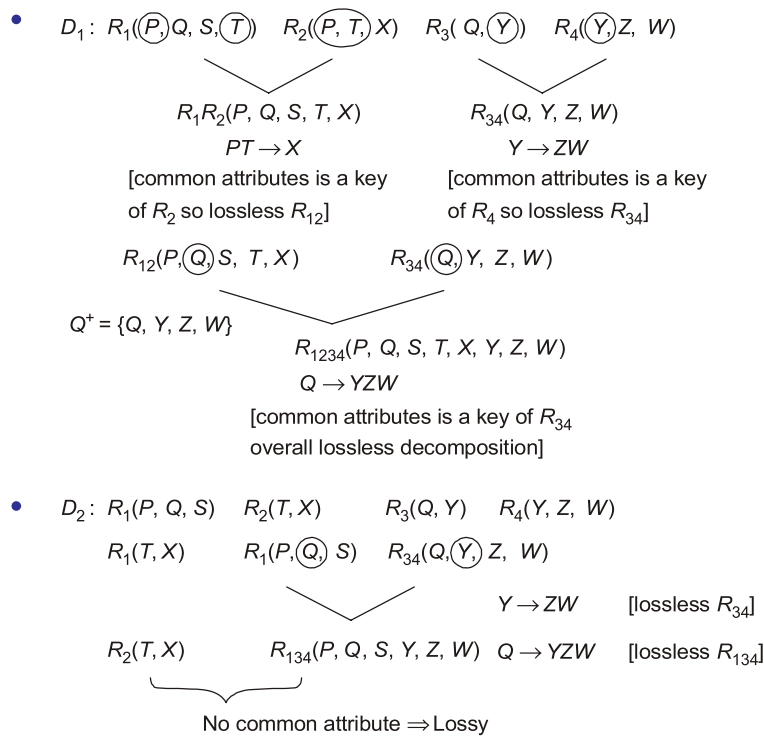 • D₁ : R₁(P, Q, S, T) R₂(P, T, X) R₃( Q, Y) R₄(Y, Z, W)
R₁R₂(P, Q, S, T, X) R₃₄(Q, Y, Z, W)
PT → X Y → ZW
[common attributes is a key [common attributes is a key
of R₂ so lossless R₁₂] of R₄ so lossless R₃₄]
R₁₂(P, Q, S, T, X) R₃₄(Q, Y, Z, W)
Q⁺ = {Q, Y, Z, W}
R₁₂₃₄(P, Q, S, T, X, Y, Z, W)
Q → YZW
[common attributes is a key of R₃₄
overall lossless decomposition]
• D₂ : R₁(P, Q, S) R₂(T, X) R₃(Q, Y) R₄(Y, Z, W)
R₁(T, X) R₁(P, Q, S) R₃₄(Q, Y, Z, W)
Y → ZW [lossless R₃₄]
R₂(T, X) R₁₃₄(P, Q, S, Y, Z, W) Q → YZW [lossless R₁₃₄]
No common attribute ⇒ Lossy